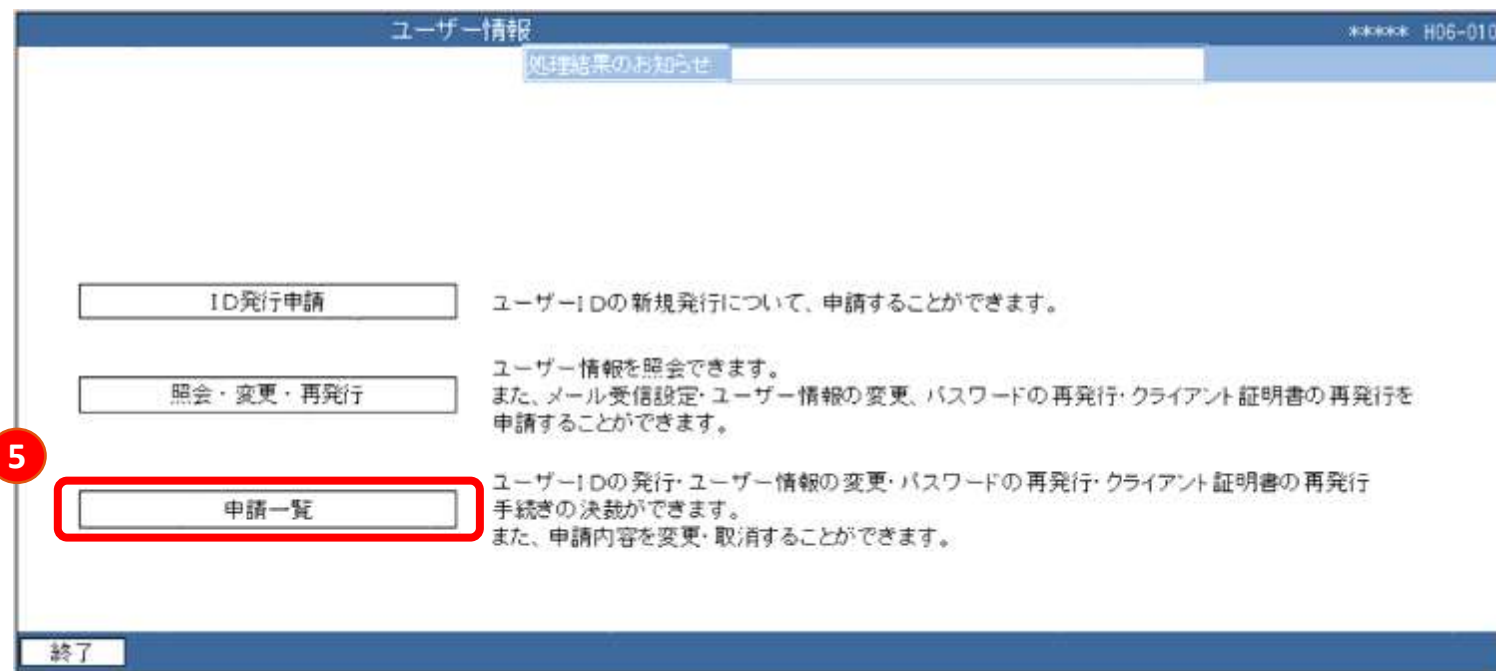 ユーザー情報
***** H06-010
処理結果のお知らせ
ID発行申請
ユーザーIDの新規発行について、申請することができます。
照会・変更・再発行
ユーザー情報を照会できます。
また、メール受信設定・ユーザー情報の変更、パスワードの再発行・クライアント証明書の再発行を
申請することができます。
5
申請一覧
ユーザーIDの発行・ユーザー情報の変更・パスワードの再発行・クライアント証明書の再発行
手続きの決裁ができます。
また、申請内容を変更・取消することができます。
終了